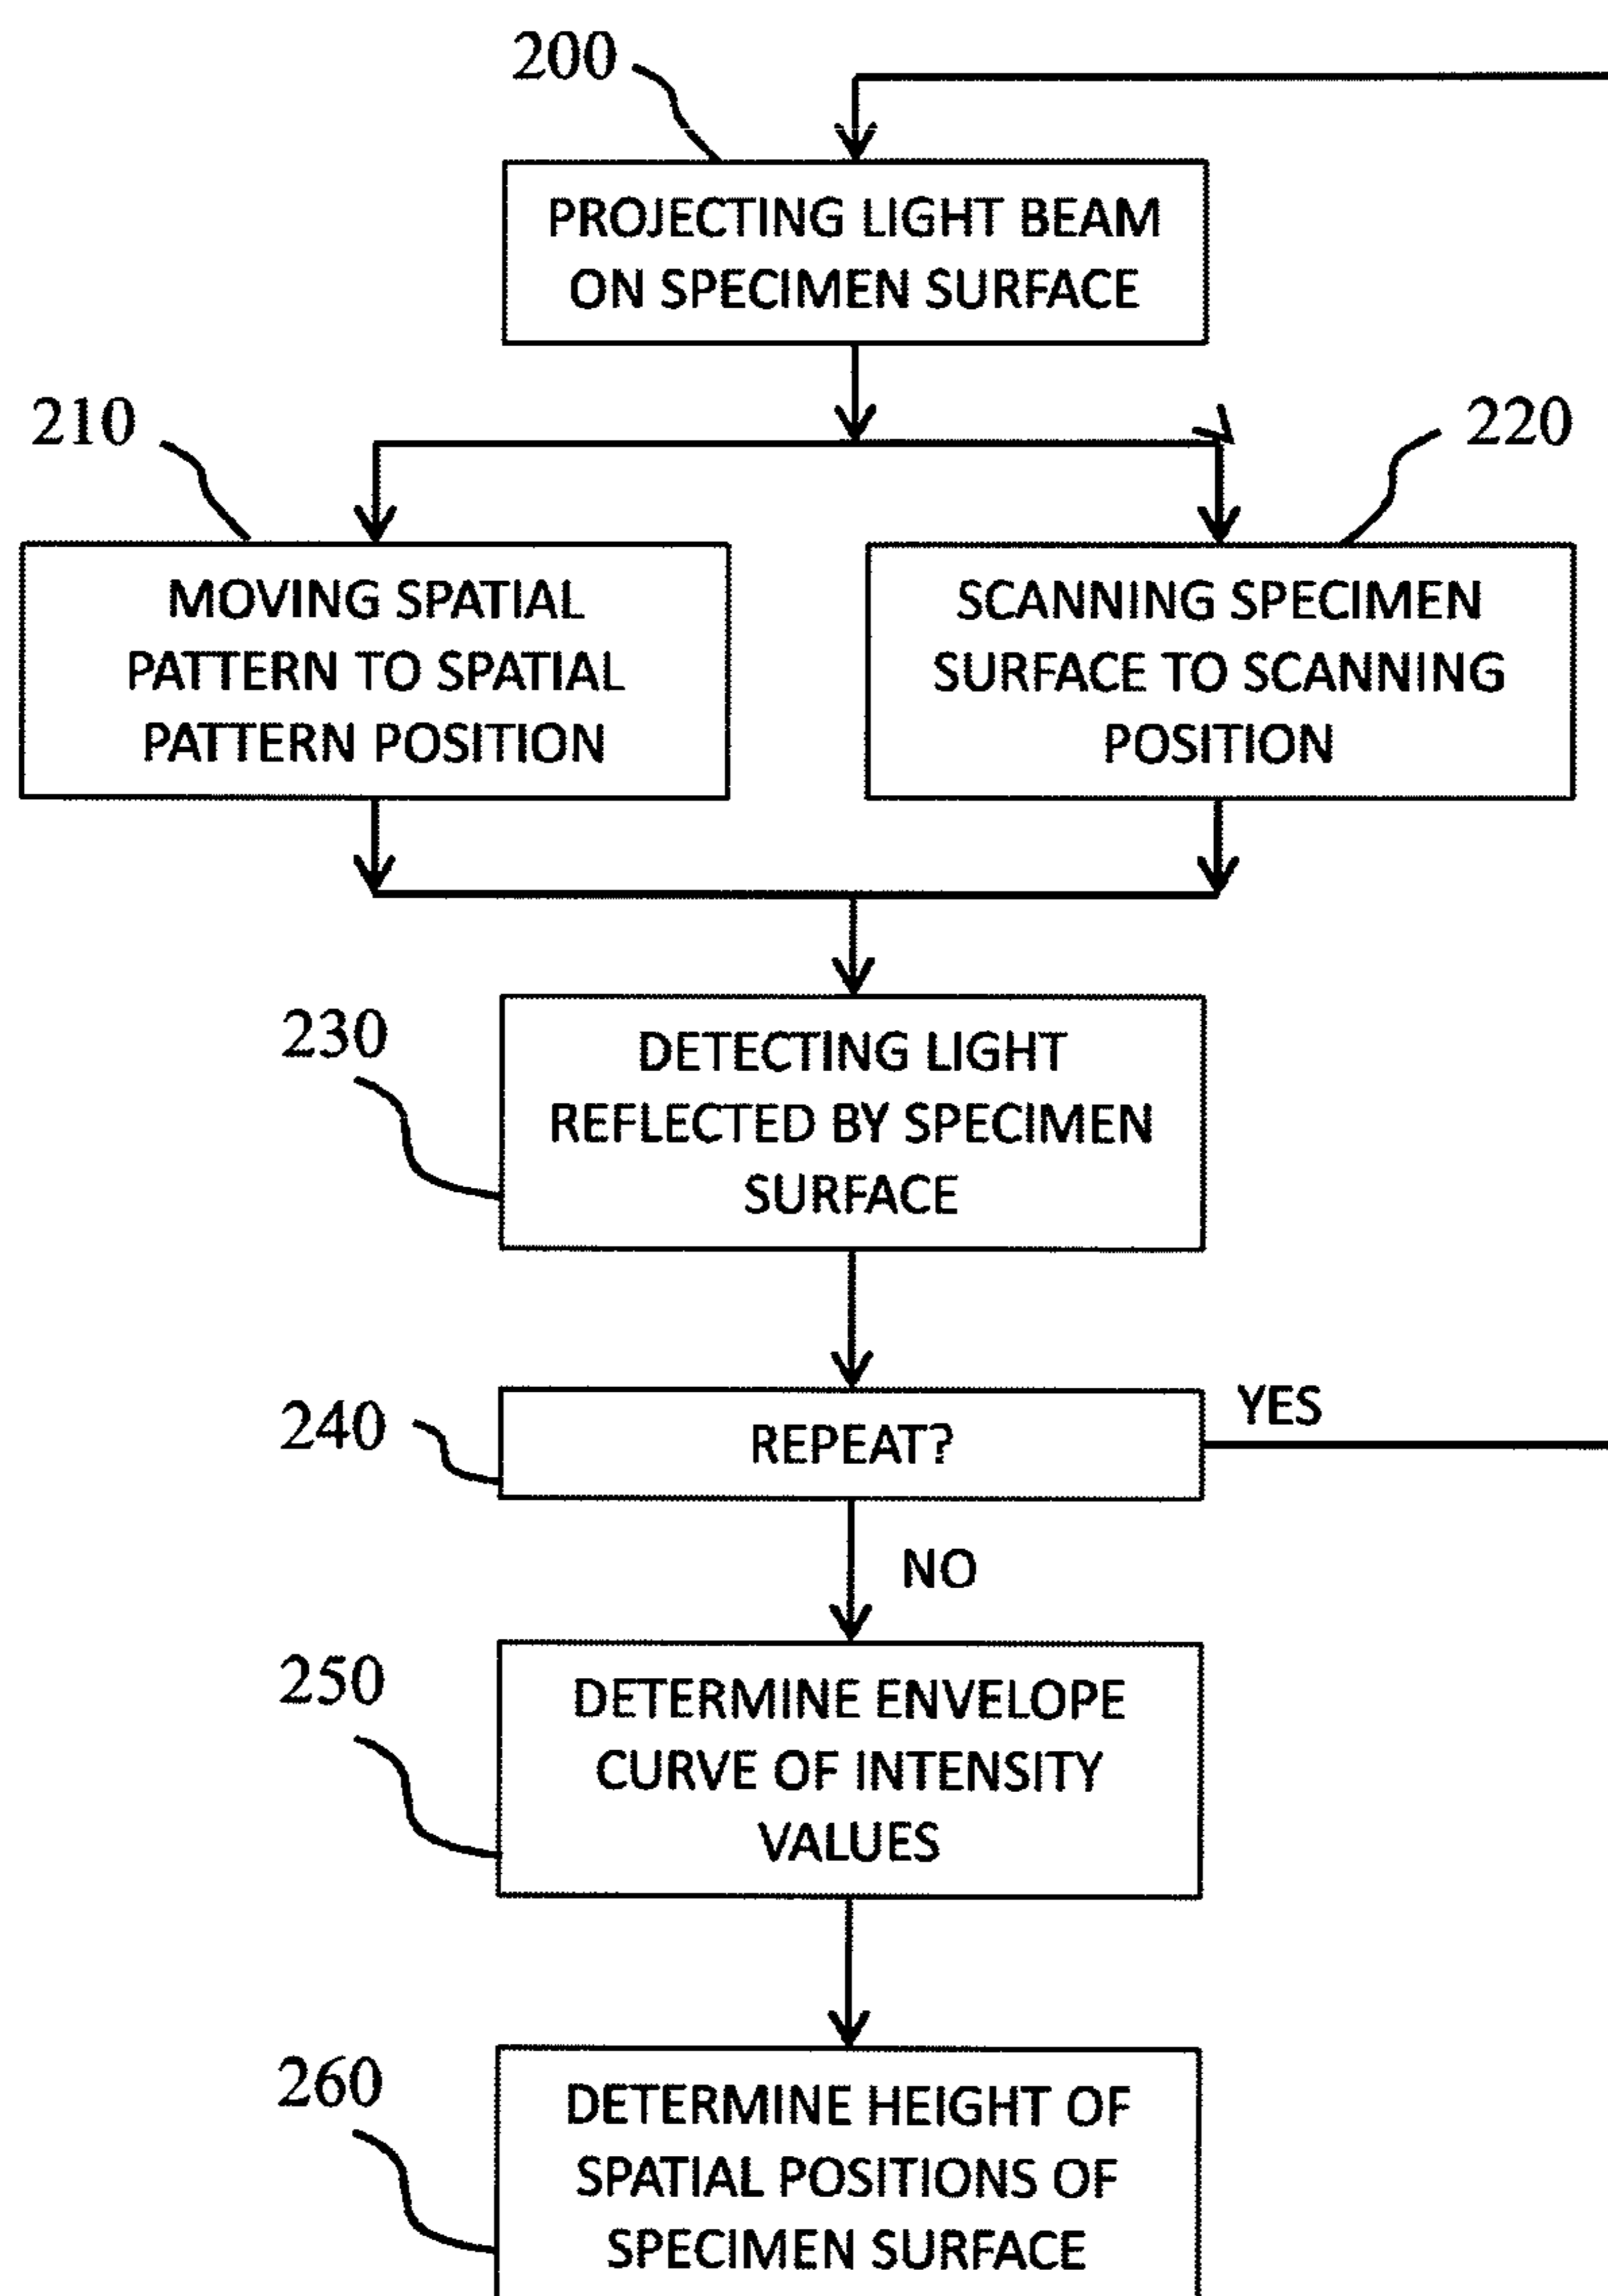 200
PROJECTING LIGHT BEAM
ON SPECIMEN SURFACE
210
220
MOVING SPATIAL
PATTERN TO SPATIAL
PATTERN POSITION
SCANNING SPECIMEN
SURFACE TO SCANNING
POSITION
230
DETECTING LIGHT
REFLECTED BY SPECIMEN
SURFACE
240
REPEAT?
YES
NO
250
DETERMINE ENVELOPE
CURVE OF INTENSITY
VALUES
260
DETERMINE HEIGHT OF
SPATIAL POSITIONS OF
SPECIMEN SURFACE